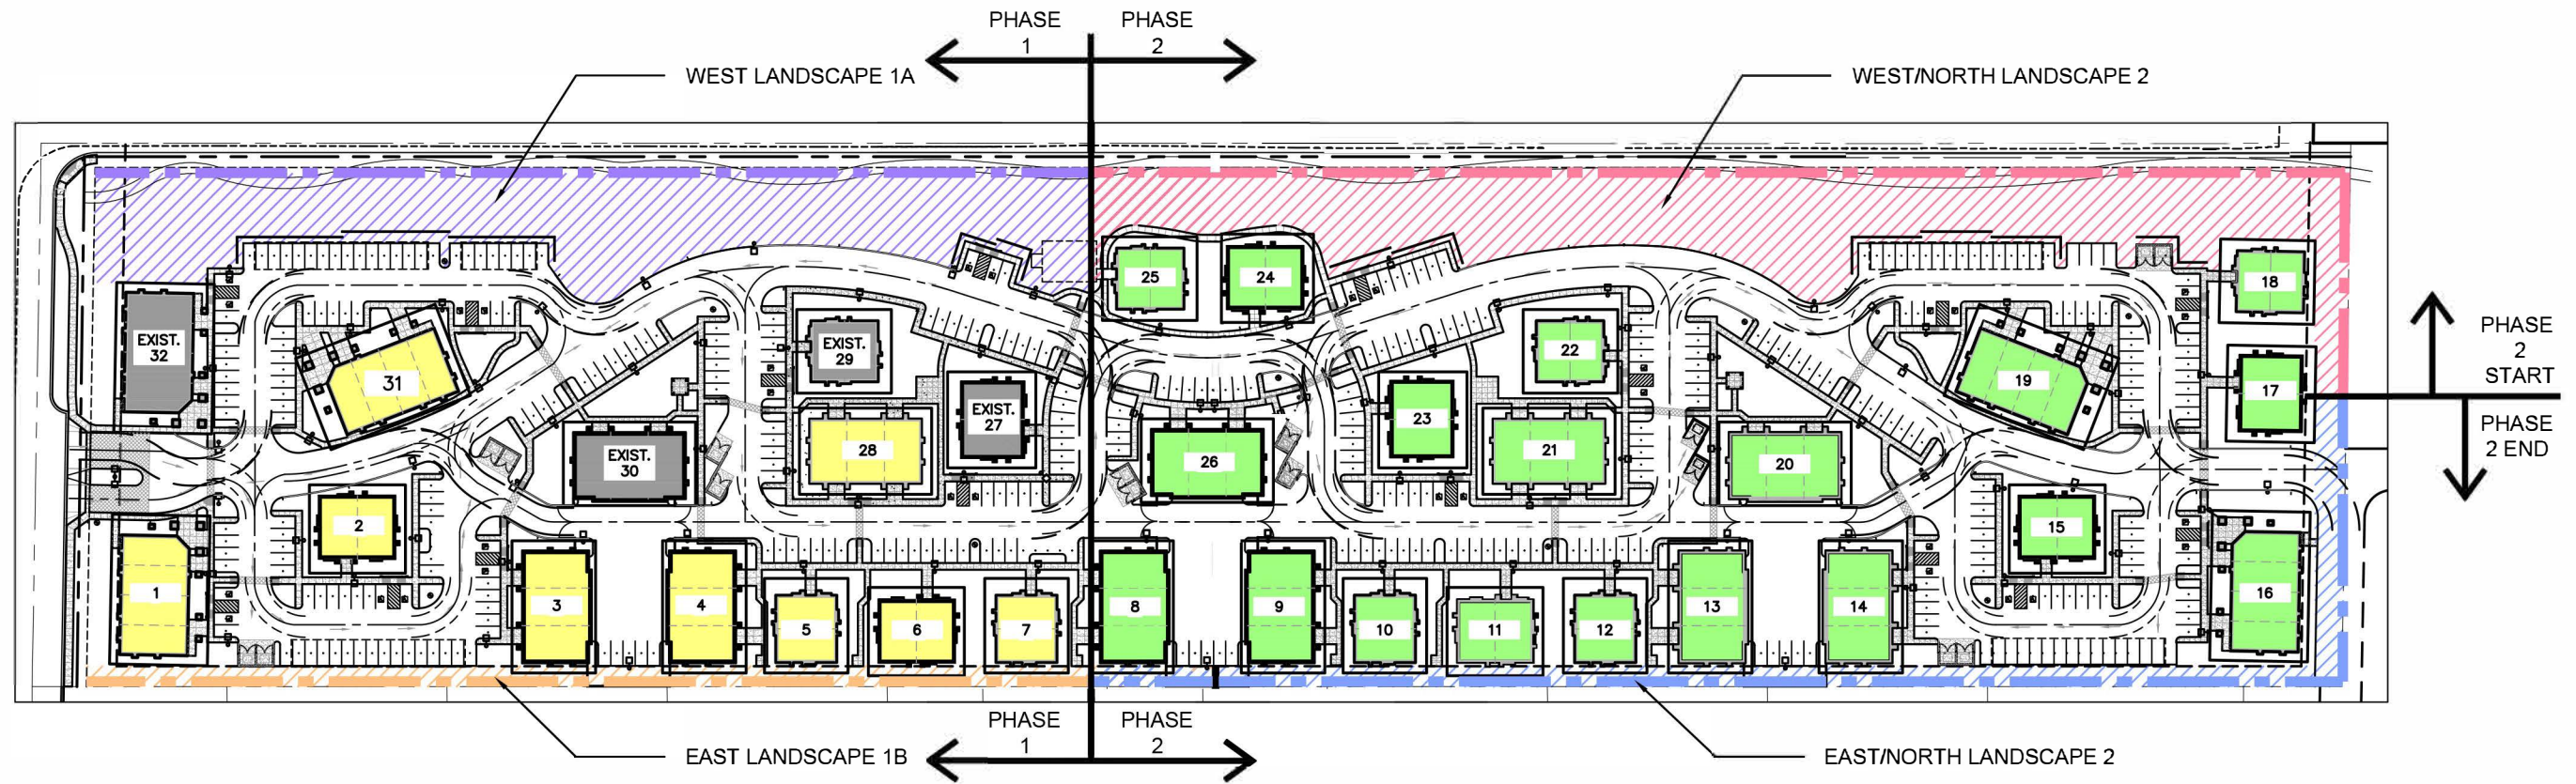 PHASE
1
PHASE
2
WEST LANDSCAPE 1A
WEST/NORTH LANDSCAPE 2
25
24
18
EXIST.
32
31
EXIST.
29
22
19
17
PHASE
2
START
EXIST.
27
23
28
EXIST.
30
26
21
20
PHASE
2 END
2
15
1
3
4
5
6
7
8
9
10
11
12
13
14
16
PHASE
1
PHASE
2
EAST LANDSCAPE 1B
EAST/NORTH LANDSCAPE 2